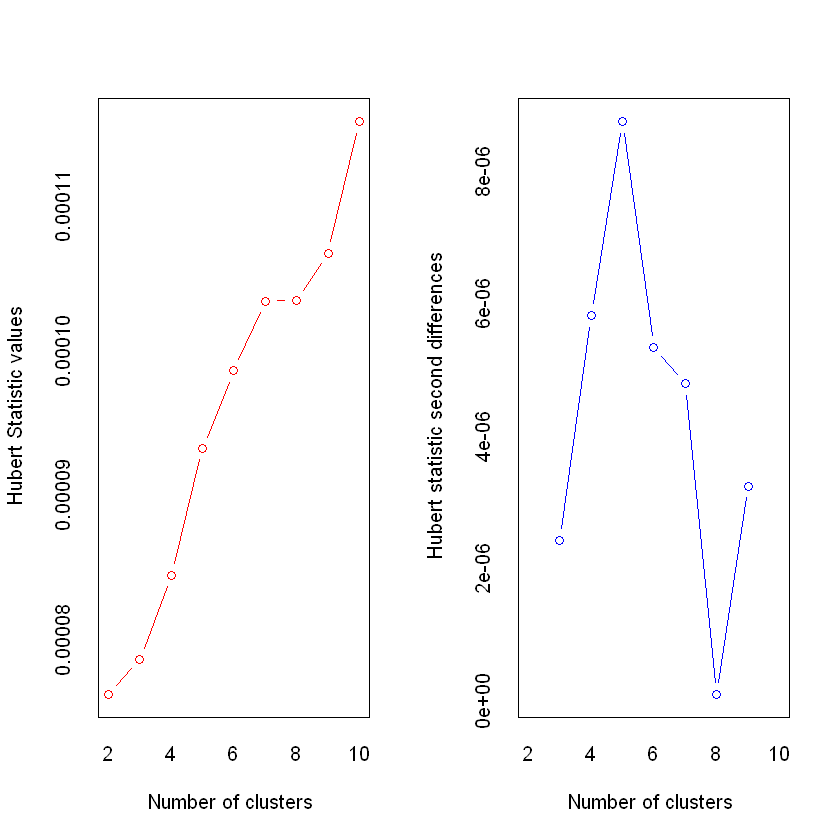 Hubert Statistic values
0.00011
0.00010
0.00009
0.00008
2 4 6 8 10
Number of clusters
Hubert statistic second differences
8e-06
6e-06
4e-06
2e-06
0e+00
2 4 6 8 10
Number of clusters